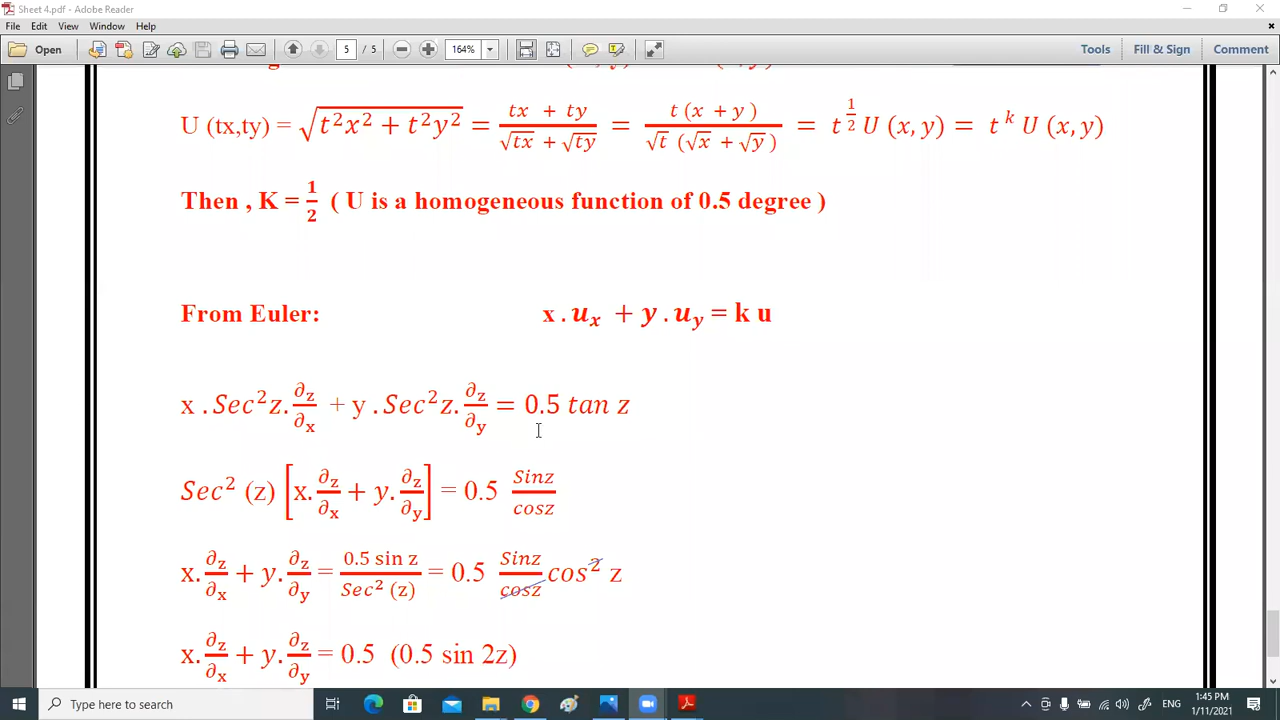 Sheet 4.pdf - Adobe Reader
File Edit View Window Help
Open 5 / 5 164% Tools Fill & Sign Comment
U (tx,ty) = √(t²x² + t²y²) = (tx + ty)/(√tx + √ty) = t (x + y)/(√t (√x + √y)) = t^(1/2) U (x, y) = t^k U (x, y)
Then , K = 1/2 ( U is a homogeneous function of 0.5 degree )
From Euler: x . u_x + y . u_y = k u
x . Sec²z. ∂z/∂x + y . Sec²z. ∂z/∂y = 0.5 tan z
Sec² (z) [x. ∂z/∂x + y. ∂z/∂y] = 0.5 Sinz/cosz
x. ∂z/∂x + y. ∂z/∂y = 0.5 sin z/Sec² (z) = 0.5 Sinz/cosz cos² z
x. ∂z/∂x + y. ∂z/∂y = 0.5 (0.5 sin 2z)
Type here to search ENG 1:45 PM
1/11/2021